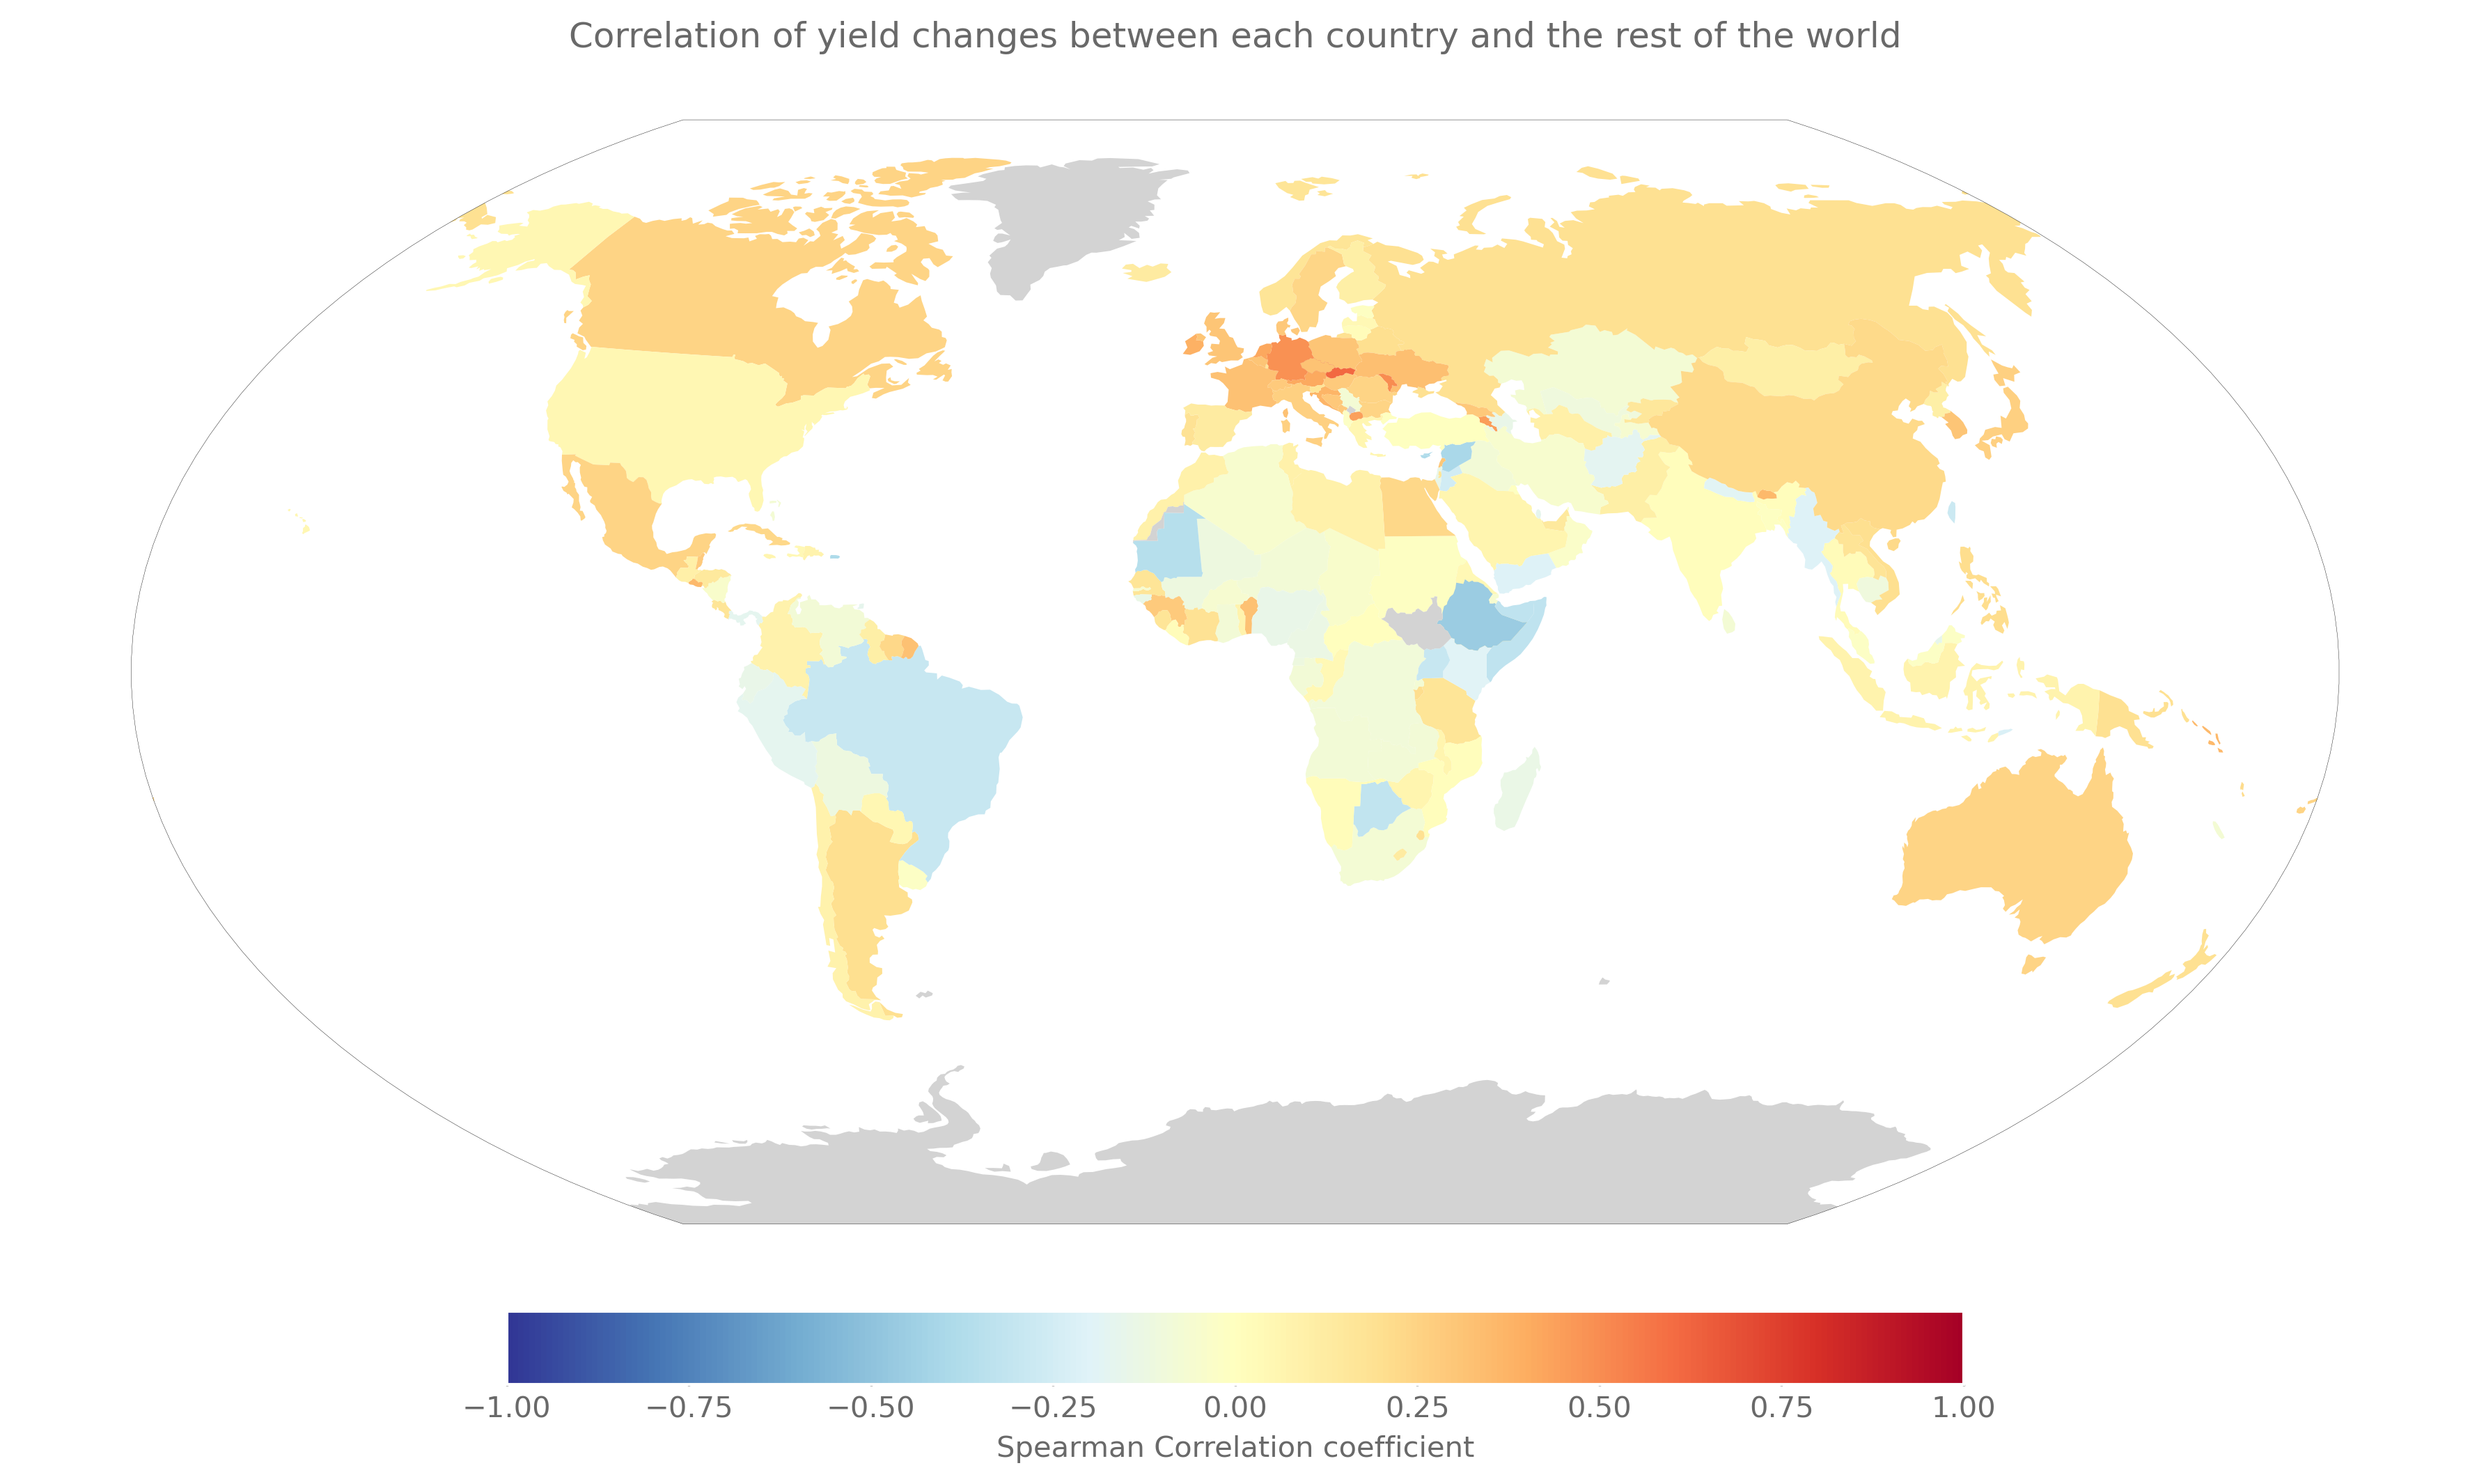 Correlation of yield changes between each country and the rest of the world
−1.00 −0.75 −0.50 −0.25 0.00 0.25 0.50 0.75 1.00
Spearman Correlation coefficient